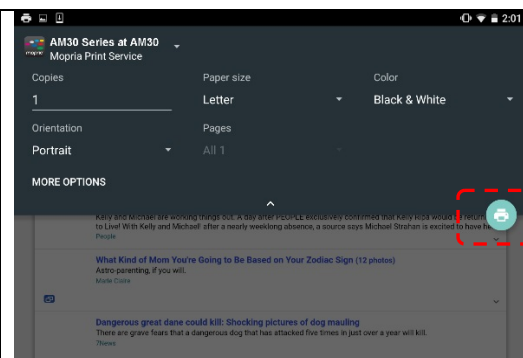 2:01
AM30 Series at AM30
mopria
Mopria Print Service
Copies
Paper size
Color
1
Letter
Black & White
Orientation
Pages
Portrait
All 1
MORE OPTIONS
Kelly and Michael are working things out. A day after PEOPLE exclusively confirmed that Kelly Ripa would be return
to Live! With Kelly and Michael! after a nearly weeklong absence, a source says Michael Strahan is excited to have he
People
What Kind of Mom You're Going to Be Based on Your Zodiac Sign (12 photos)
Astro-parenting, if you will.
Marie Claire
Dangerous great dane could kill: Shocking pictures of dog mauling
There are grave fears that a dangerous dog that has attacked five times in just over a year will kill.
7News